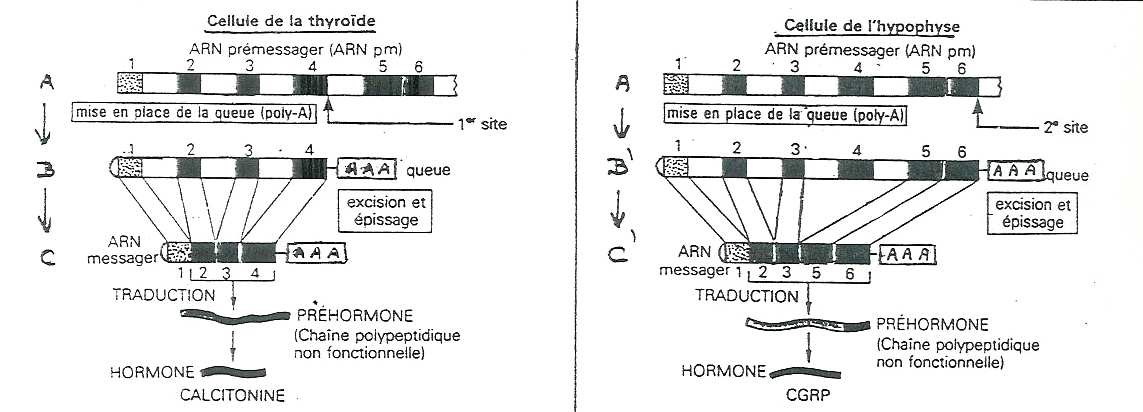 Cellule de la thyroïde
ARN prémessager (ARN pm)
1 2 3 4 5 6
A
mise en place de la queue (poly-A)
1er site
1 2 3 4
B
AAA queue
excision et
épissage
C
ARN
messager
AAA
1 2 3 4
TRADUCTION
PRÉHORMONE
(Chaîne polypeptidique
non fonctionnelle)
HORMONE
CALCITONINE
Cellule de l'hypophyse
ARN prémessager (ARN pm)
1 2 3 4 5 6
A
mise en place de la queue (poly-A)
2e site
1 2 3 4 5 6
B'
AAA queue
excision et
épissage
C'
ARN
messager
AAA
1 2 3 5 6
TRADUCTION
PRÉHORMONE
(Chaîne polypeptidique
non fonctionnelle)
HORMONE
CGRP